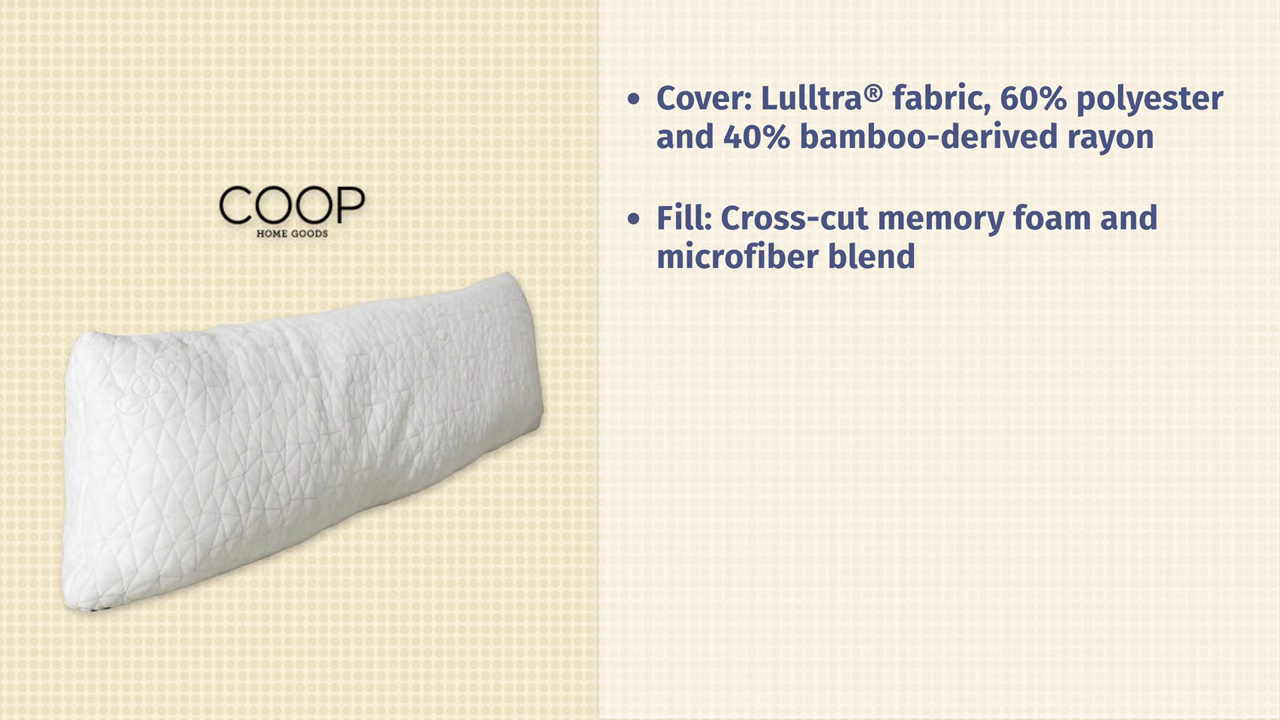 COOP
HOME GOODS
• Cover: Lulltra® fabric, 60% polyester
and 40% bamboo-derived rayon
• Fill: Cross-cut memory foam and
microfiber blend